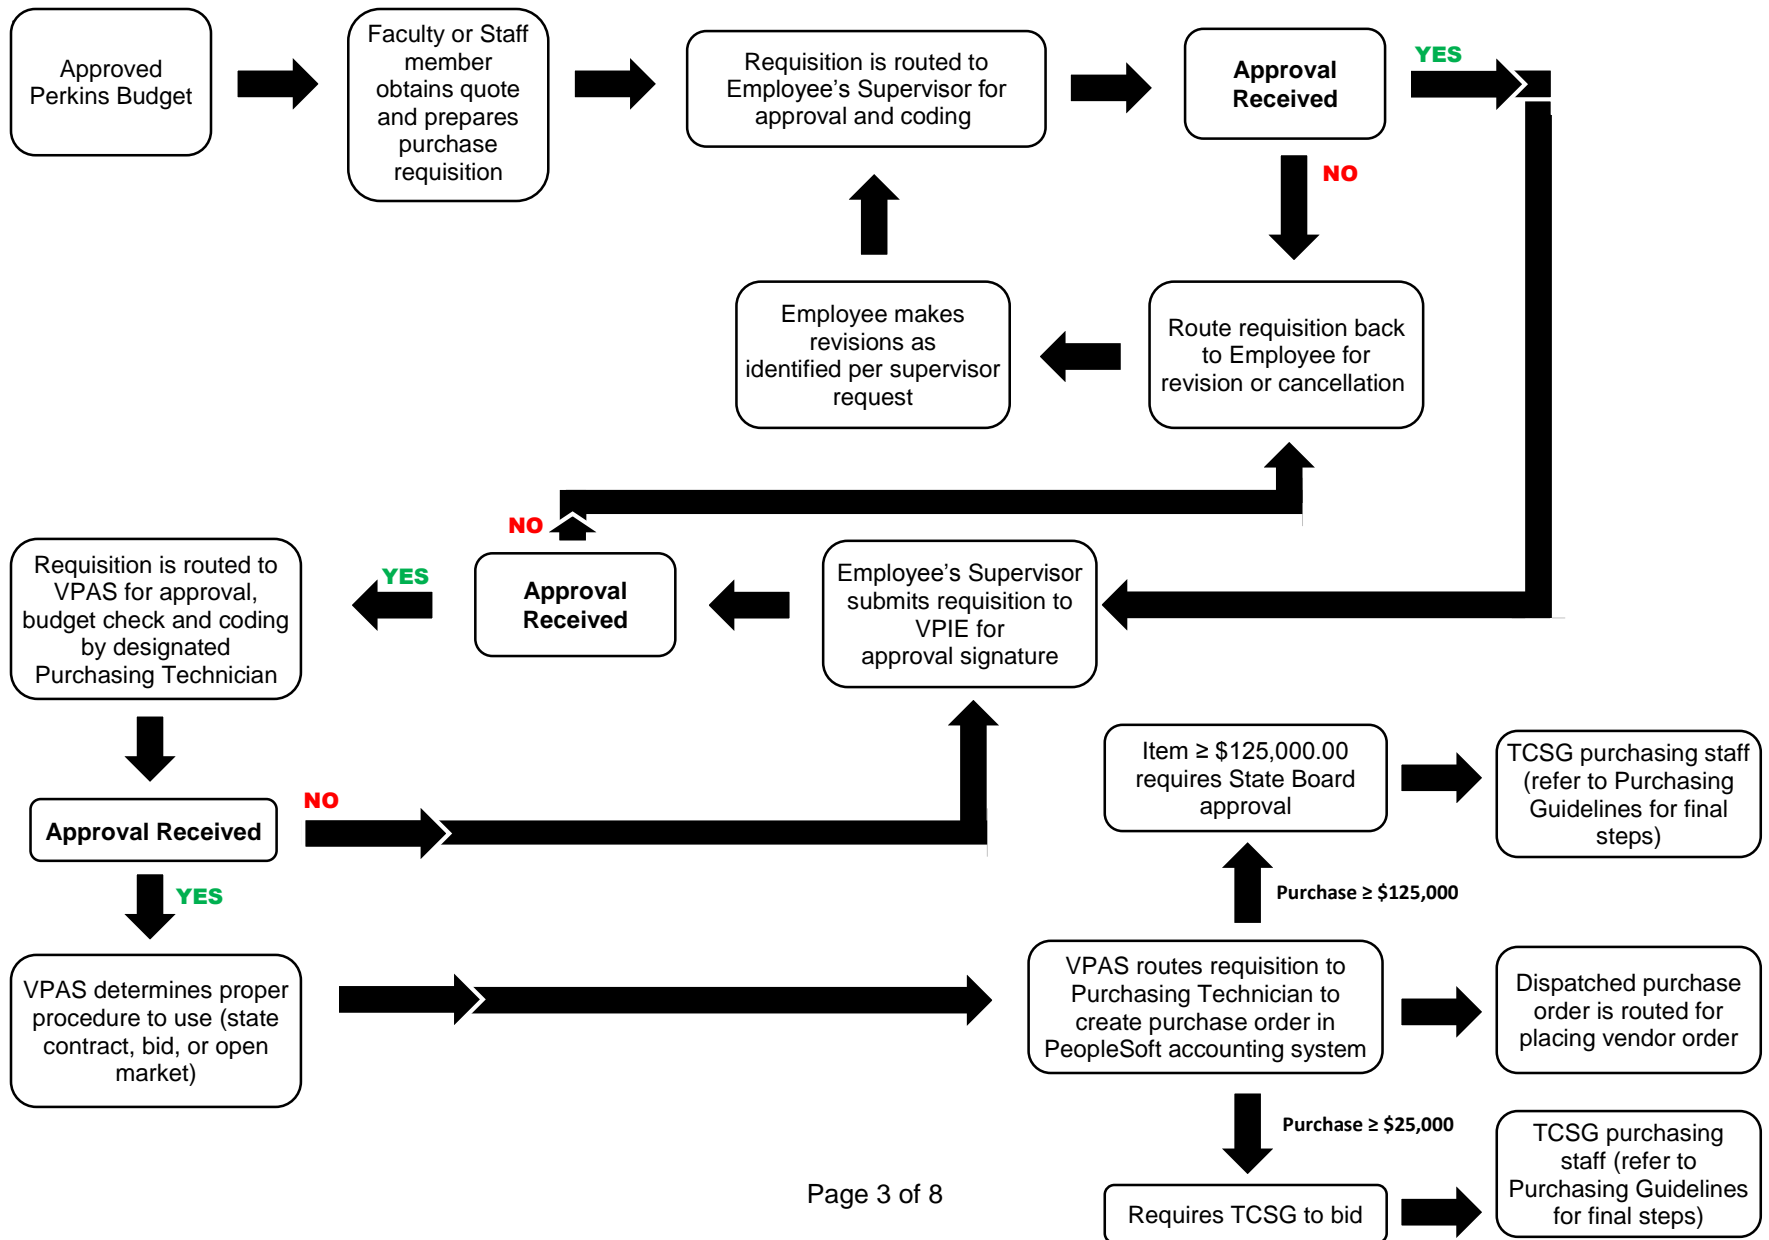 Approved
Perkins Budget
Faculty or Staff
member
obtains quote
and prepares
purchase
requisition
Requisition is routed to
Employee’s Supervisor for
approval and coding
Approval
Received
YES
NO
Employee makes
revisions as
identified per supervisor
request
Route requisition back
to Employee for
revision or cancellation
NO
Requisition is routed to
VPAS for approval,
budget check and coding
by designated
Purchasing Technician
YES
Approval
Received
Employee’s Supervisor
submits requisition to
VPIE for
approval signature
Approval Received
NO
YES
Item ≥ $125,000.00
requires State Board
approval
TCSG purchasing staff
(refer to Purchasing
Guidelines for final
steps)
Purchase ≥ $125,000
VPAS determines proper
procedure to use (state
contract, bid, or open
market)
VPAS routes requisition to
Purchasing Technician to
create purchase order in
PeopleSoft accounting system
Dispatched purchase
order is routed for
placing vendor order
Purchase ≥ $25,000
Requires TCSG to bid
TCSG purchasing
staff (refer to
Purchasing Guidelines
for final steps)
Page 3 of 8